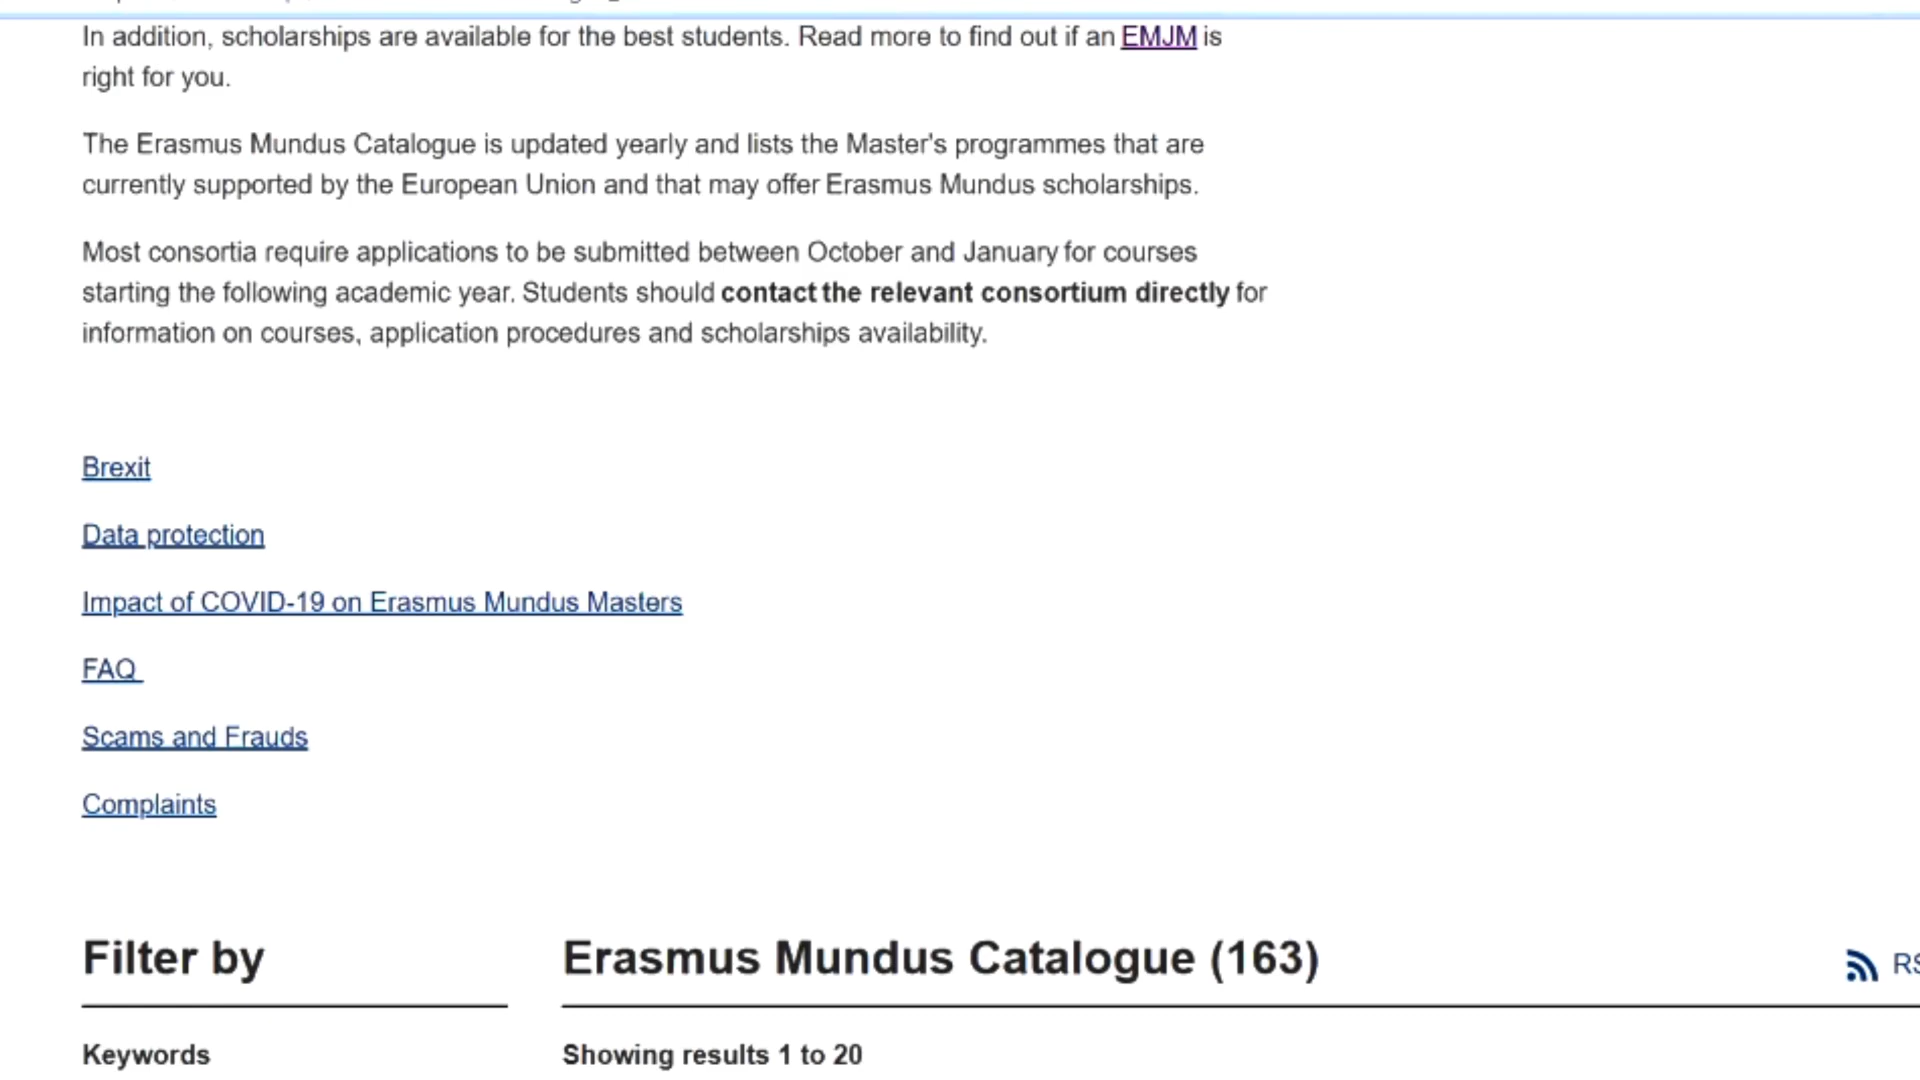 In addition, scholarships are available for the best students. Read more to find out if an EMJM is
right for you.
The Erasmus Mundus Catalogue is updated yearly and lists the Master's programmes that are
currently supported by the European Union and that may offer Erasmus Mundus scholarships.
Most consortia require applications to be submitted between October and January for courses
starting the following academic year. Students should contact the relevant consortium directly for
information on courses, application procedures and scholarships availability.
Brexit
Data protection
Impact of COVID-19 on Erasmus Mundus Masters
FAQ
Scams and Frauds
Complaints
Filter by
Erasmus Mundus Catalogue (163)
Keywords
Showing results 1 to 20